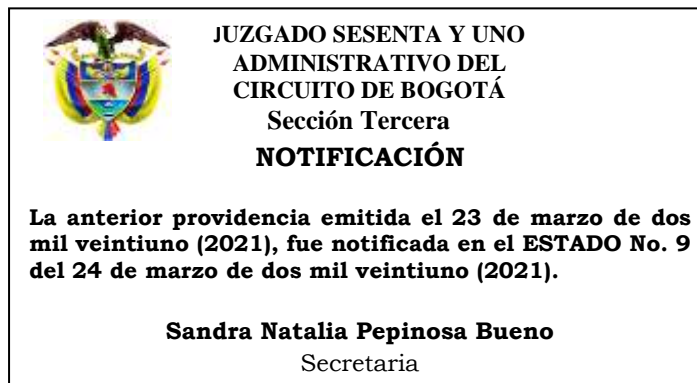 JUZGADO SESENTA Y UNO
ADMINISTRATIVO DEL
CIRCUITO DE BOGOTÁ
Sección Tercera
NOTIFICACIÓN
La anterior providencia emitida el 23 de marzo de dos
mil veintiuno (2021), fue notificada en el ESTADO No. 9
del 24 de marzo de dos mil veintiuno (2021).
Sandra Natalia Pepinosa Bueno
Secretaria